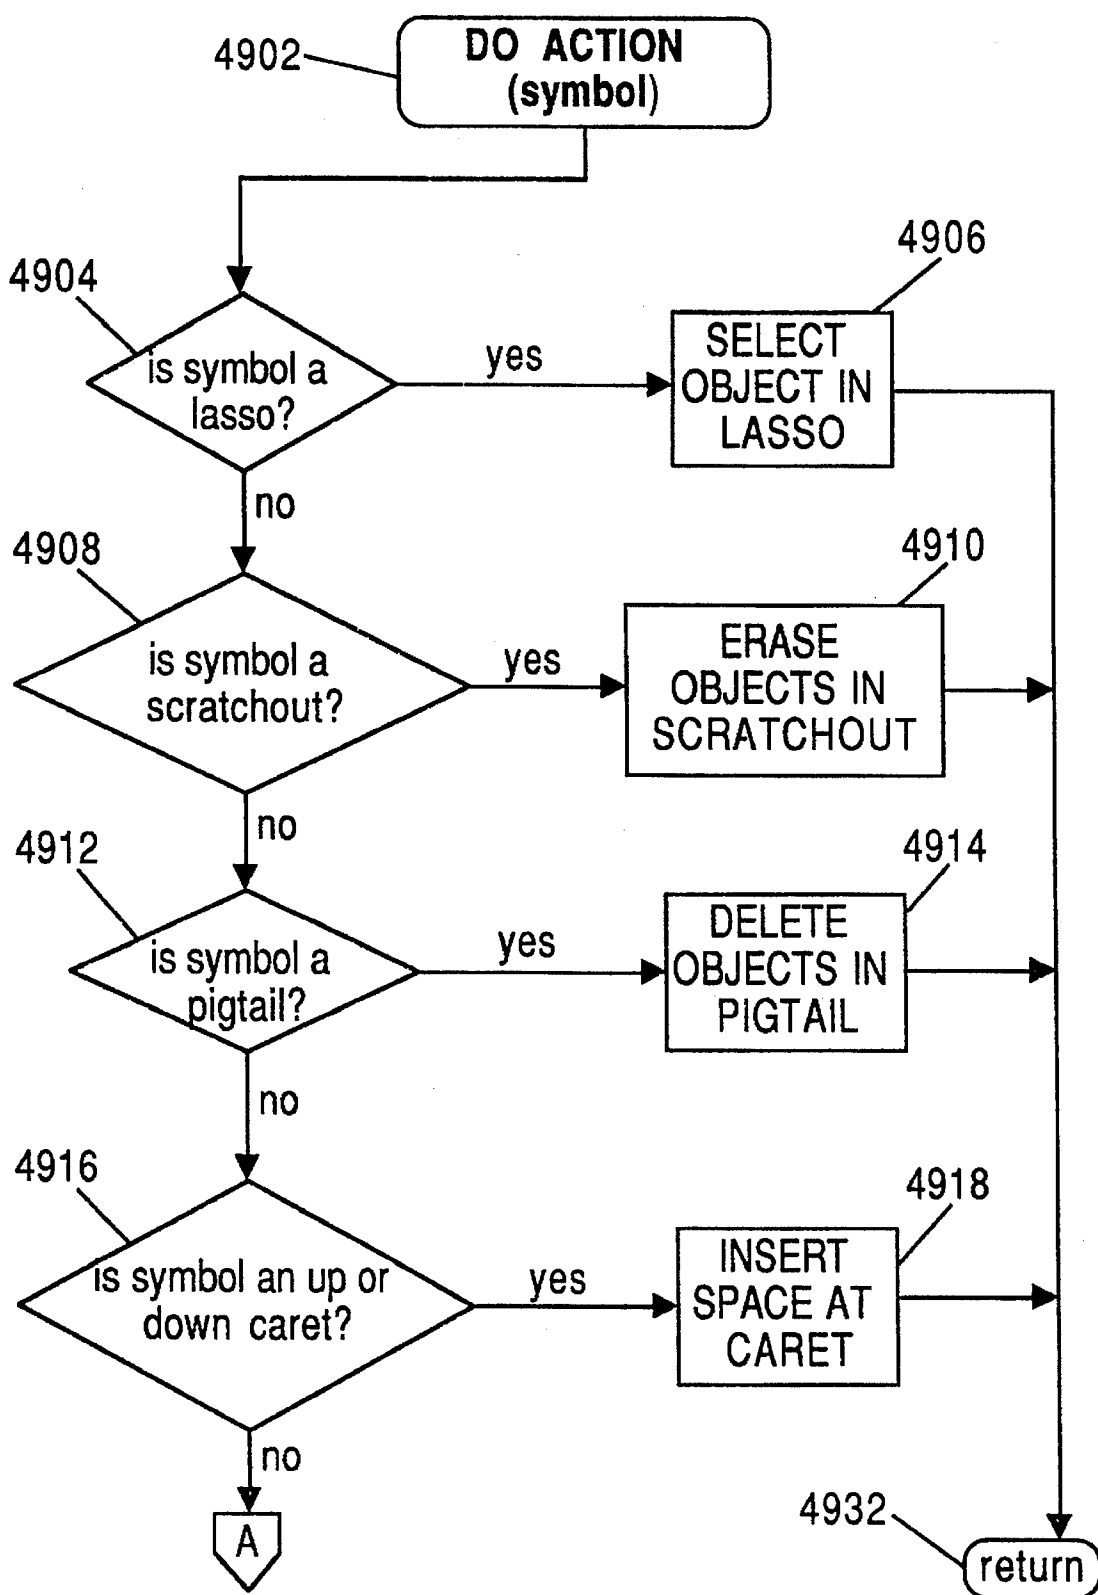 4902
DO ACTION
(symbol)
4904
is symbol a
lasso?
yes
4906
SELECT
OBJECT IN
LASSO
no
4908
is symbol a
scratchout?
yes
4910
ERASE
OBJECTS IN
SCRATCHOUT
no
4912
is symbol a
pigtail?
yes
4914
DELETE
OBJECTS IN
PIGTAIL
no
4916
is symbol an up or
down caret?
yes
4918
INSERT
SPACE AT
CARET
no
A
4932
return